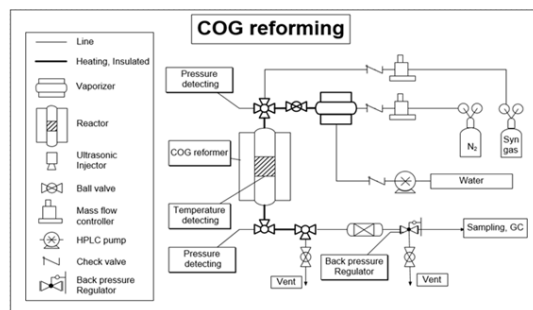 COG reforming
Line
Heating, Insulated
Vaporizer
Reactor
Ultrasonic
Injector
Ball valve
Mass flow
controller
HPLC pump
Check valve
Back pressure
Regulator
Pressure
detecting
COG reformer
Temperature
detecting
Pressure
detecting
N₂
Syn
gas
Water
Back pressure
Regulator
Sampling, GC
Vent
Vent